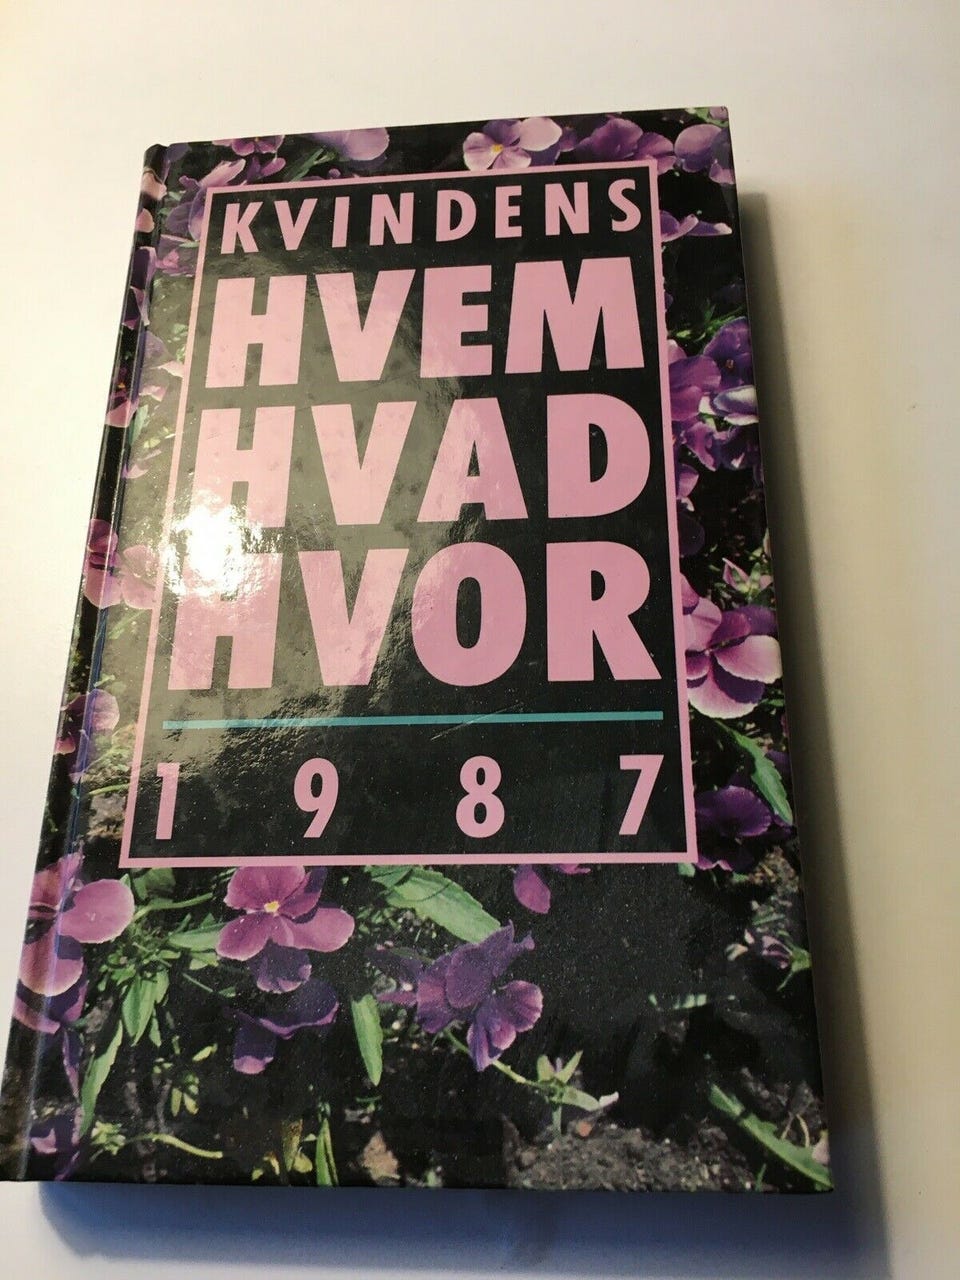 KVINDENS
HVEM
HVAD
HVOR
1987